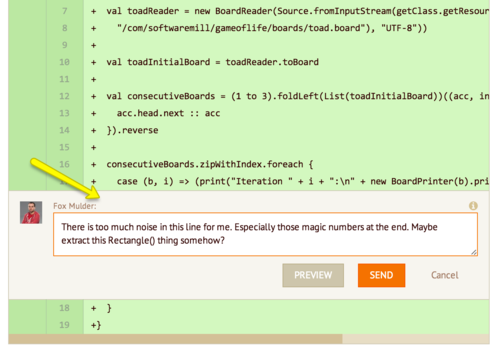 7 + val toadReader = new BoardReader(Source.fromInputStream(getClass.getResour
8 + "/com/softwaremill/gameoflife/boards/toad.board"), "UTF-8"))
9 +
10 + val toadInitialBoard = toadReader.toBoard
11 +
12 + val consecutiveBoards = (1 to 3).foldLeft(List(toadInitialBoard))((acc, in
13 + acc.head.next :: acc
14 + }).reverse
15 +
16 + consecutiveBoards.zipWithIndex.foreach {
+ case (b, i) => (print("Iteration " + i + ":\n" + new BoardPrinter(b).pri
Fox Mulder:
There is too much noise in this line for me. Especially those magic numbers at the end. Maybe
extract this Rectangle() thing somehow?
PREVIEW SEND Cancel
18 + }
19 +}